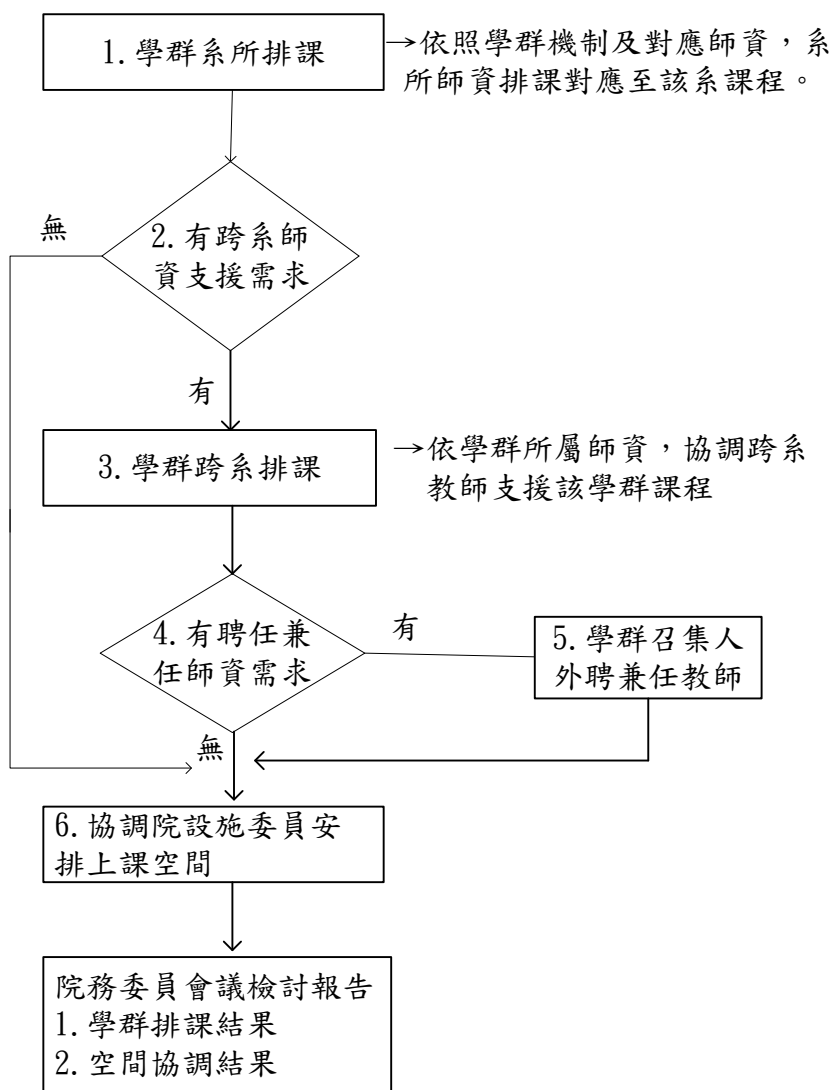 1.學群系所排課
→依照學群機制及對應師資，系
所師資排課對應至該系課程。
無
2.有跨系師
資支援需求
有
3.學群跨系排課
→依學群所屬師資，協調跨系
教師支援該學群課程
4.有聘任兼
任師資需求
有
5.學群召集人
外聘兼任教師
無
6.協調院設施委員安
排上課空間
院務委員會議檢討報告
1.學群排課結果
2.空間協調結果